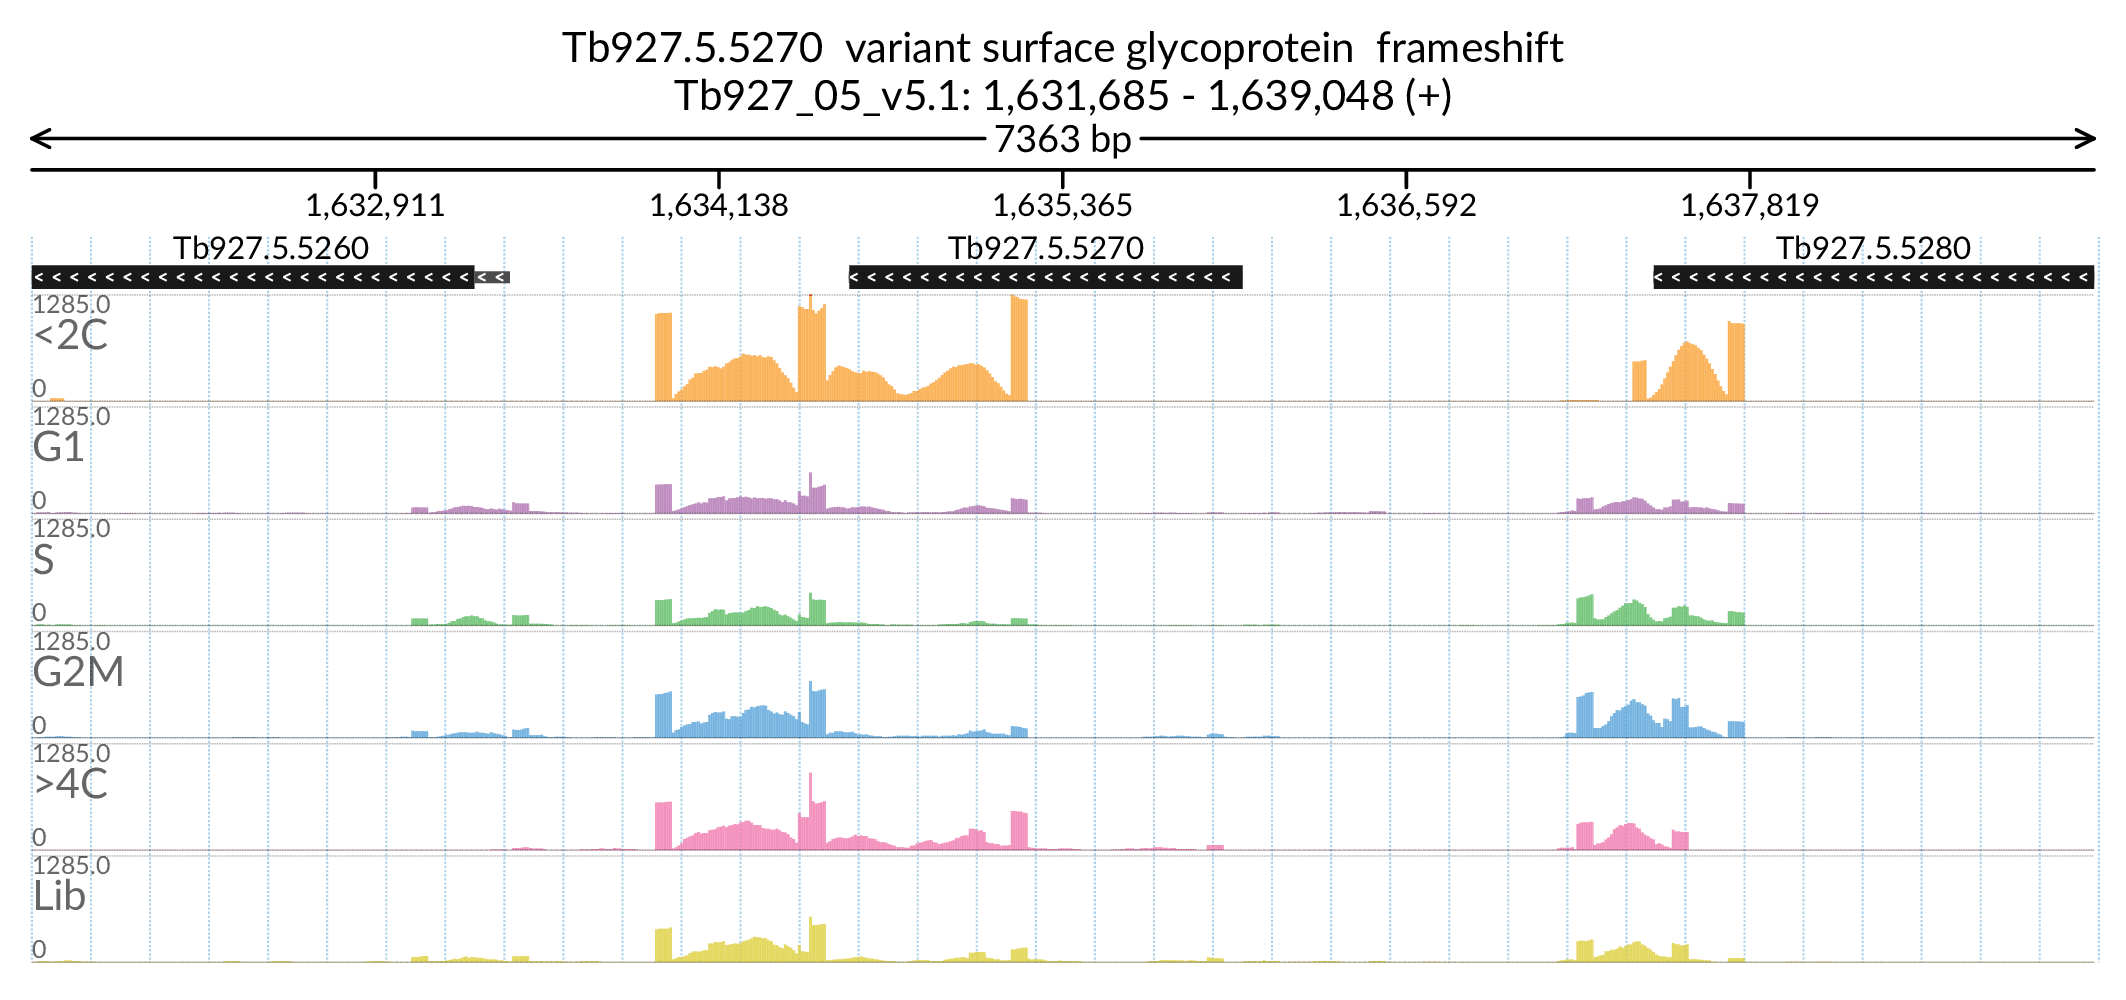 Tb927.5.5270 variant surface glycoprotein frameshift
Tb927_05_v5.1: 1,631,685 - 1,639,048 (+)
7363 bp
1,632,911 1,634,138 1,635,365 1,636,592 1,637,819
Tb927.5.5260 Tb927.5.5270 Tb927.5.5280
1285.0
<2C
0
1285.0
G1
0
1285.0
S
0
1285.0
G2M
0
1285.0
>4C
0
1285.0
Lib
0